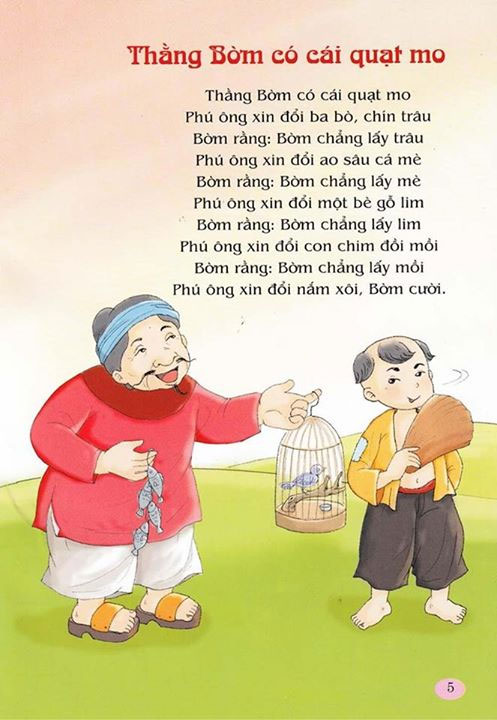 Thằng Bờm có cái quạt mo
Thằng Bờm có cái quạt mo
Phú ông xin đổi ba bò, chín trâu
Bờm rằng: Bờm chẳng lấy trâu
Phú ông xin đổi ao sâu cá mè
Bờm rằng: Bờm chẳng lấy mè
Phú ông xin đổi một bè gỗ lim
Bờm rằng: Bờm chẳng lấy lim
Phú ông xin đổi con chim đồi mồi
Bờm rằng: Bờm chẳng lấy mồi
Phú ông xin đổi nắm xôi, Bờm cười.
5